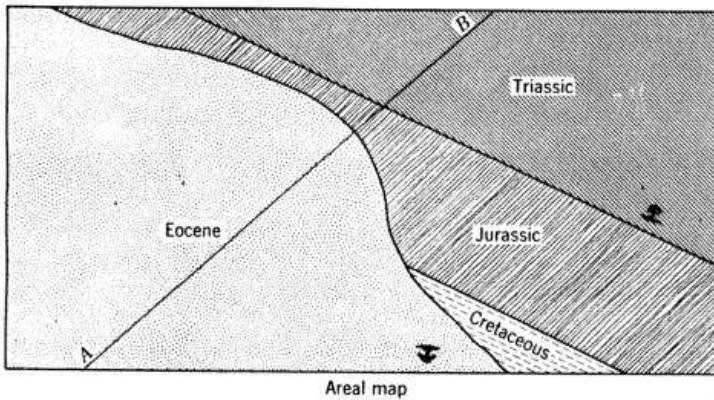 B
Triassic
Eocene
Jurassic
Cretaceous
A
Areal map